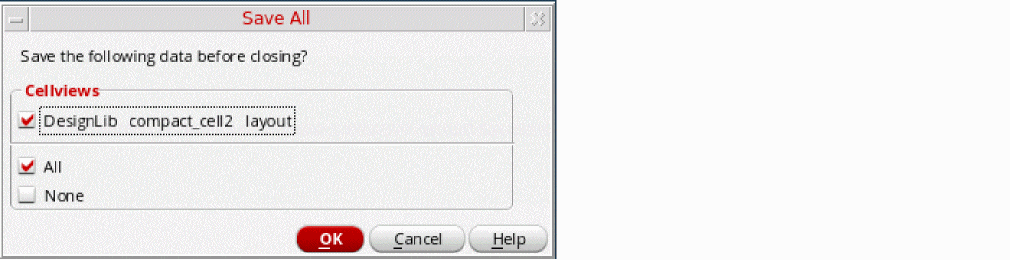 Save All
Save the following data before closing?
Cellviews
DesignLib compact_cell2 layout
All
None
OK Cancel Help